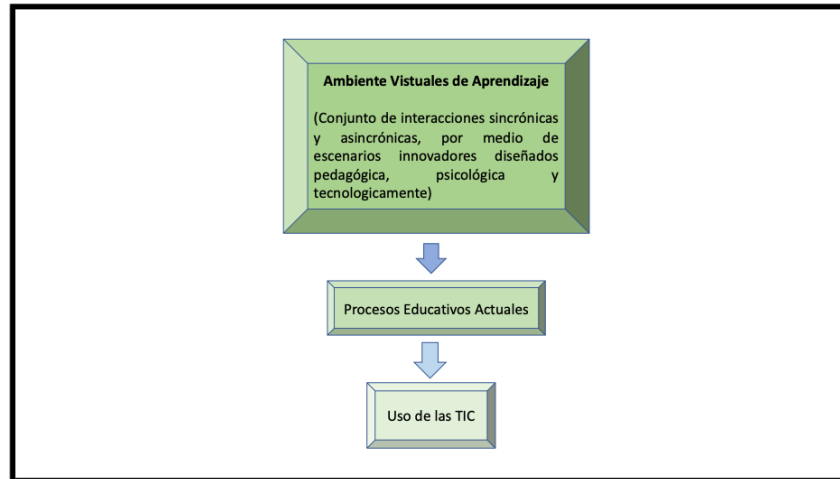 Ambiente Vistuales de Aprendizaje
(Conjunto de interacciones sincrónicas
y asincrónicas, por medio de
escenarios innovadores diseñados
pedagógica, psicológica y
tecnologicamente)
Procesos Educativos Actuales
Uso de las TIC